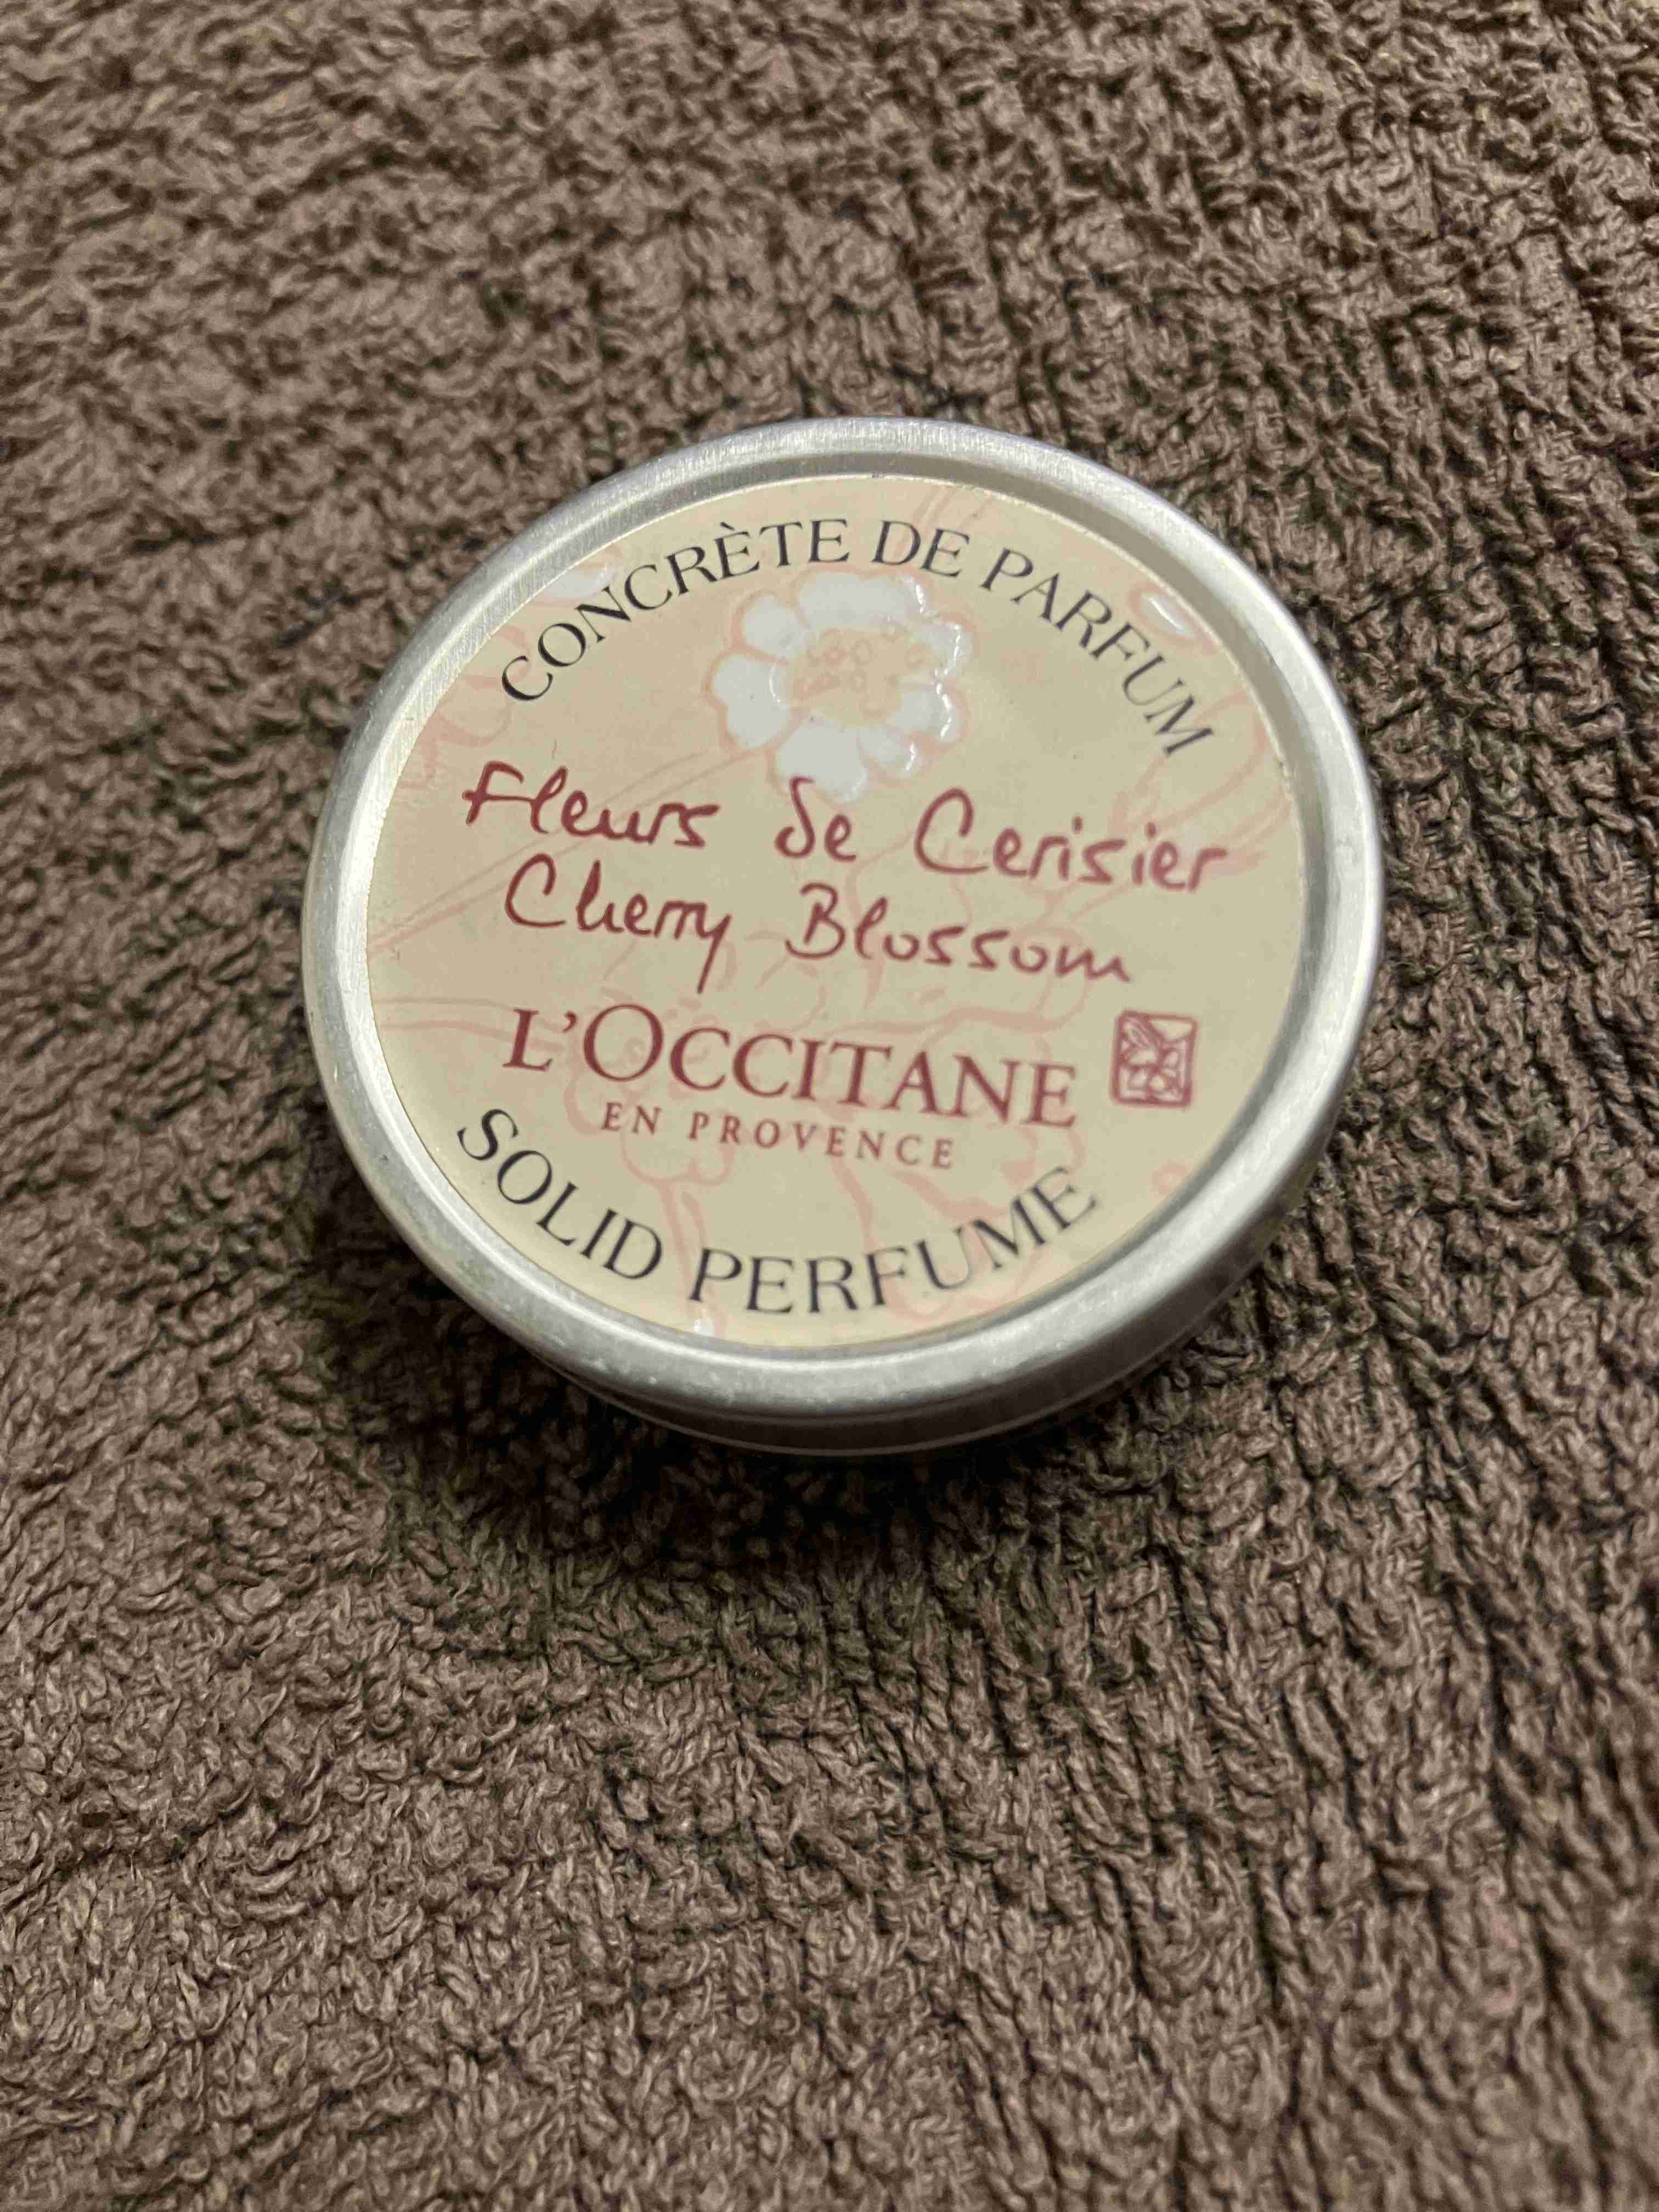 CONCRÈTE DE PARFUM
Fleurs de Cerisier
Cherry Blossom
L'OCCITANE
EN PROVENCE
SOLID PERFUME